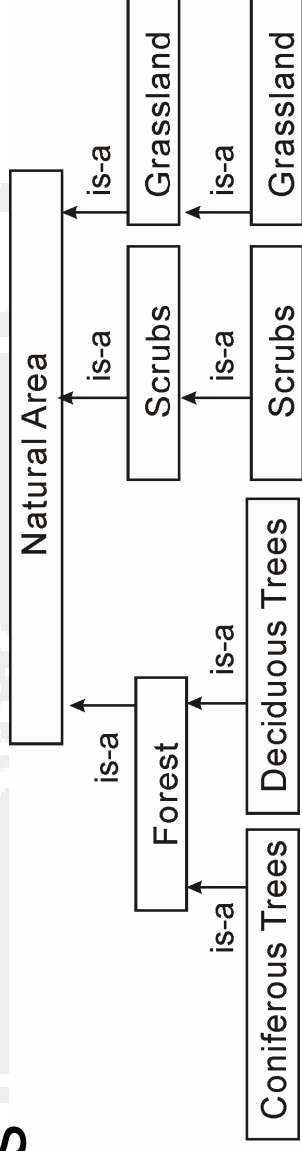 S
Natural Area
is-a
is-a
is-a
Forest
Scrubs
Grassland
is-a
is-a
is-a
is-a
Coniferous Trees
Deciduous Trees
Scrubs
Grassland